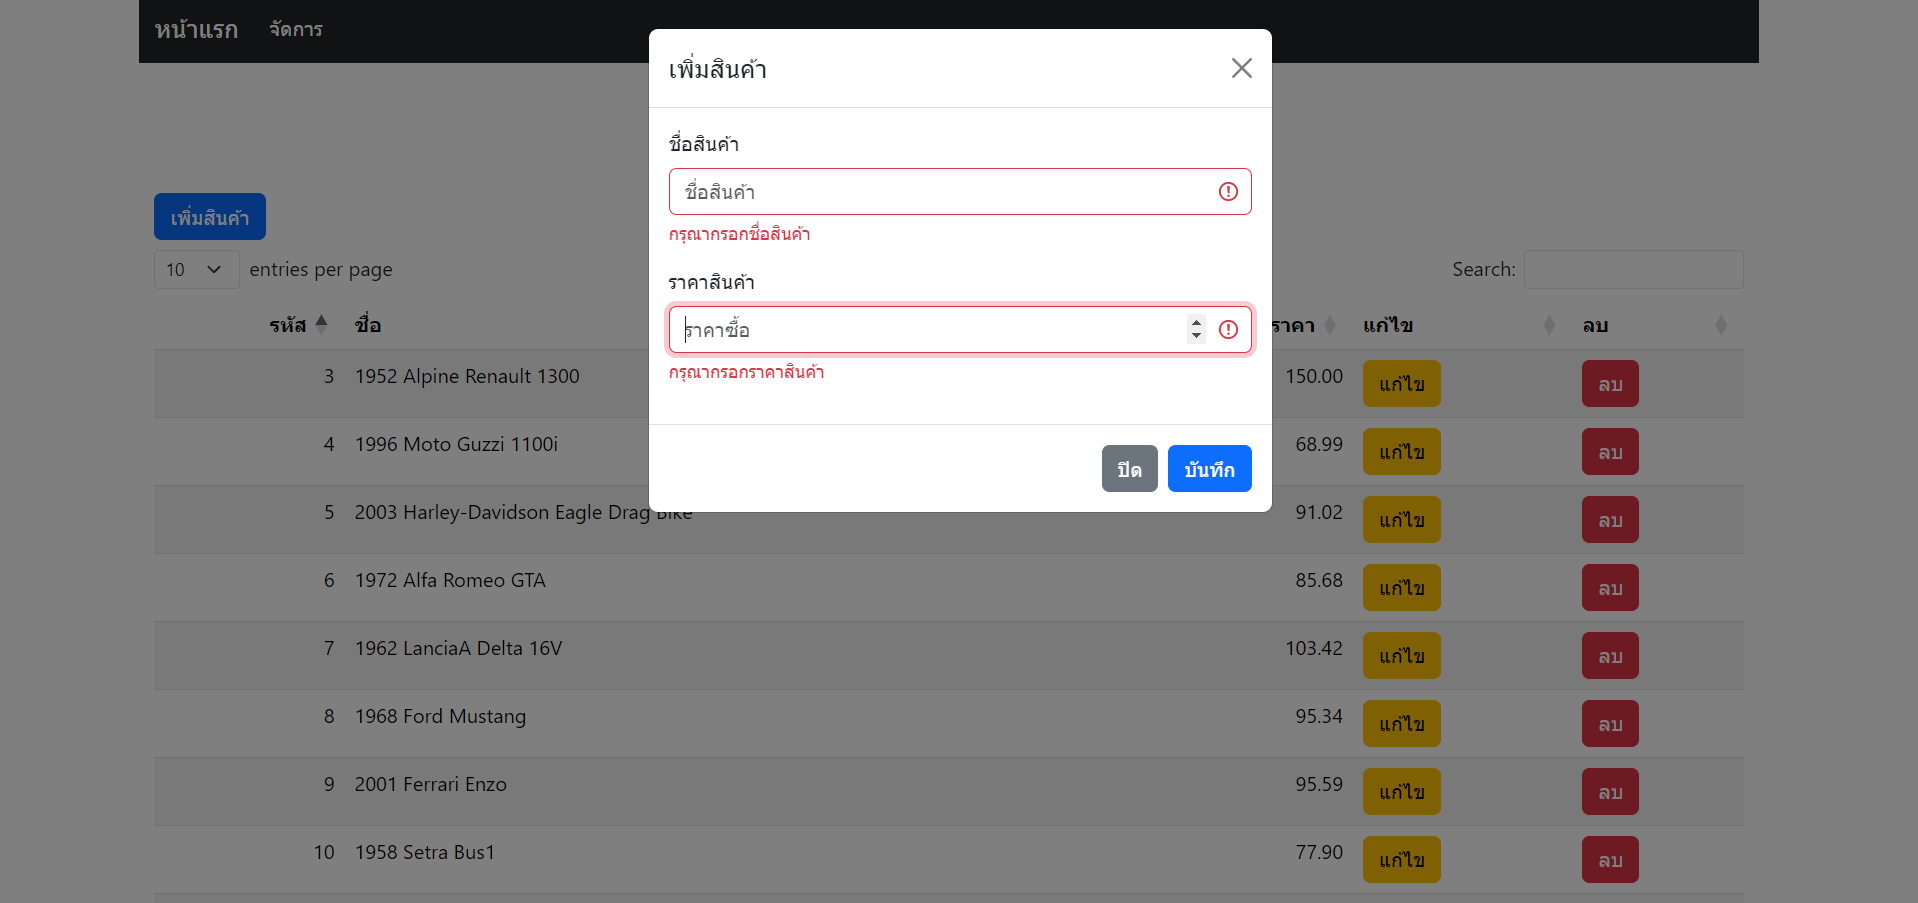 หน้าแรก จัดการ
เพิ่มสินค้า
ชื่อสินค้า
ชื่อสินค้า
กรุณากรอกชื่อสินค้า
ราคาสินค้า
ราคาซื้อ
กรุณากรอกราคาสินค้า
ปิด บันทึก
เพิ่มสินค้า
10 entries per page Search:
รหัส ชื่อ ราคา แก้ไข ลบ
3 1952 Alpine Renault 1300 150.00 แก้ไข ลบ
4 1996 Moto Guzzi 1100i 68.99 แก้ไข ลบ
5 2003 Harley-Davidson Eagle Drag Bike 91.02 แก้ไข ลบ
6 1972 Alfa Romeo GTA 85.68 แก้ไข ลบ
7 1962 LanciaA Delta 16V 103.42 แก้ไข ลบ
8 1968 Ford Mustang 95.34 แก้ไข ลบ
9 2001 Ferrari Enzo 95.59 แก้ไข ลบ
10 1958 Setra Bus1 77.90 แก้ไข ลบ